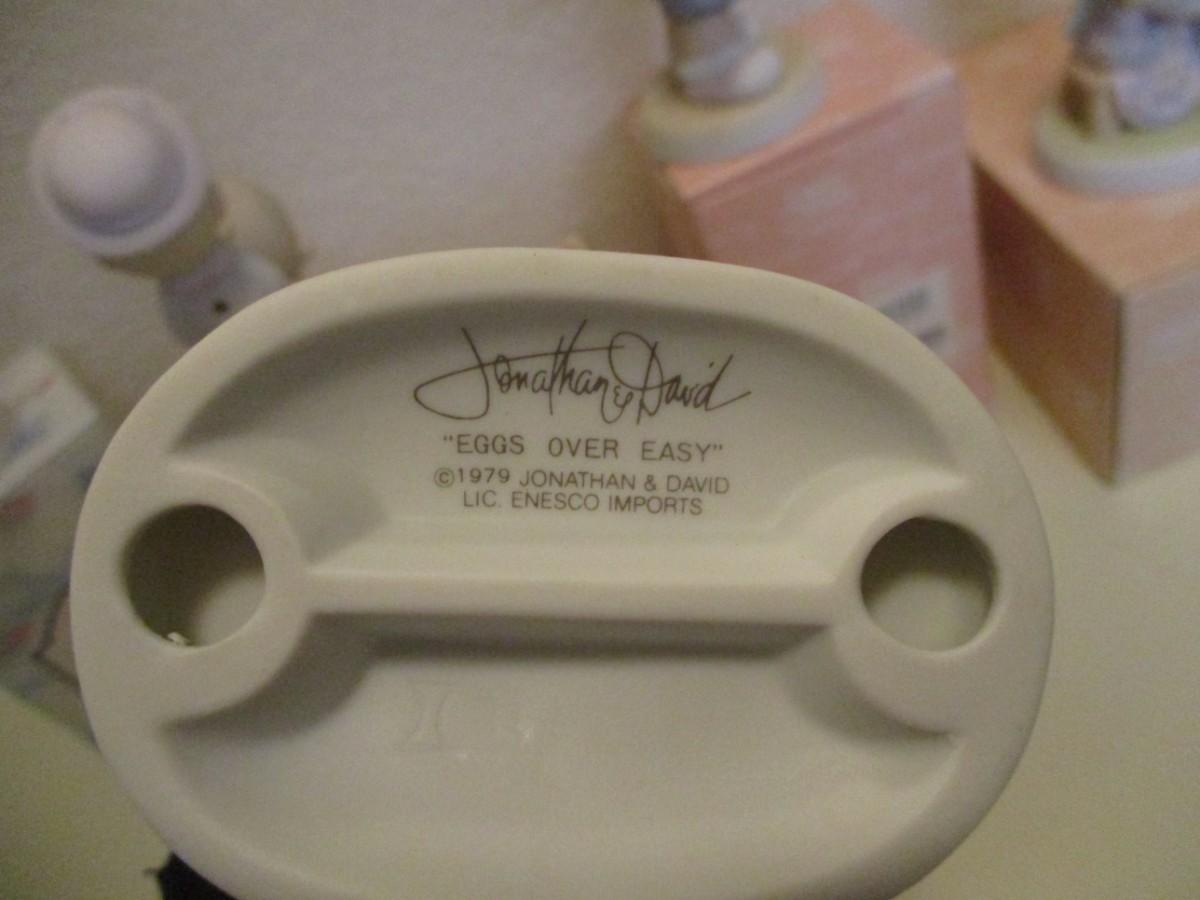 Jonathan & David
"EGGS OVER EASY"
©1979 JONATHAN & DAVID
LIC. ENESCO IMPORTS